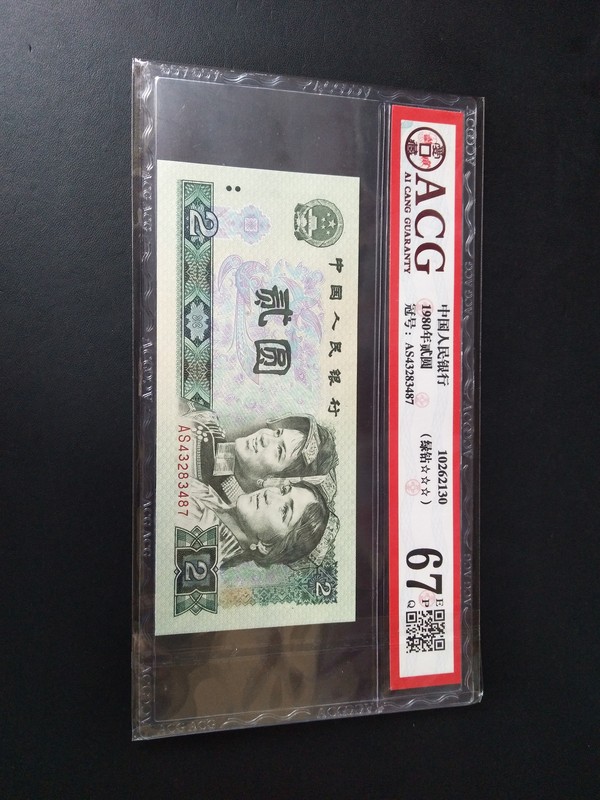 ACG
AI CANG GUARANTY
中国人民银行
1980年贰圆
冠号：AS43283487
10262130
（绿钻☆☆☆）
67
E
P
Q
中国人民银行
贰圆
2
AS43283487
2
2